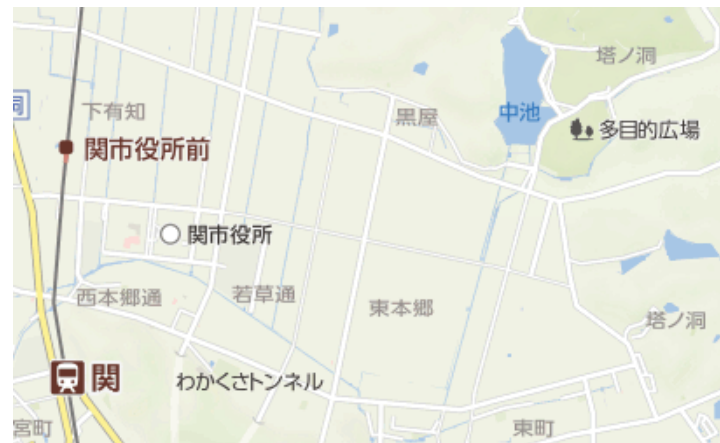 塔ノ洞
洞
下有知
黒屋
中池
多目的広場
関市役所前
関市役所
西本郷通
若草通
東本郷
塔ノ洞
関
わかくさトンネル
宮町
東町